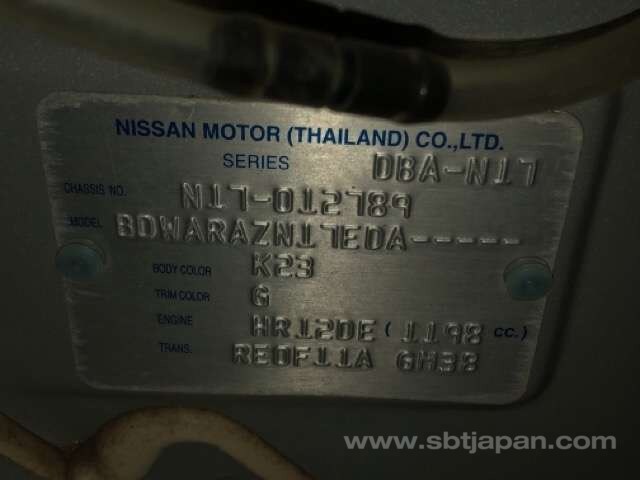 NISSAN MOTOR (THAILAND) CO.,LTD.
SERIES DBA-N17
CHASSIS NO. N17-012789
MODEL BDWARAZN17EDA-----
BODY COLOR K23
TRIM COLOR G
ENGINE HR12DE (1198 CC.)
TRANS. RE0F11A GH38
www.sbtjapan.com